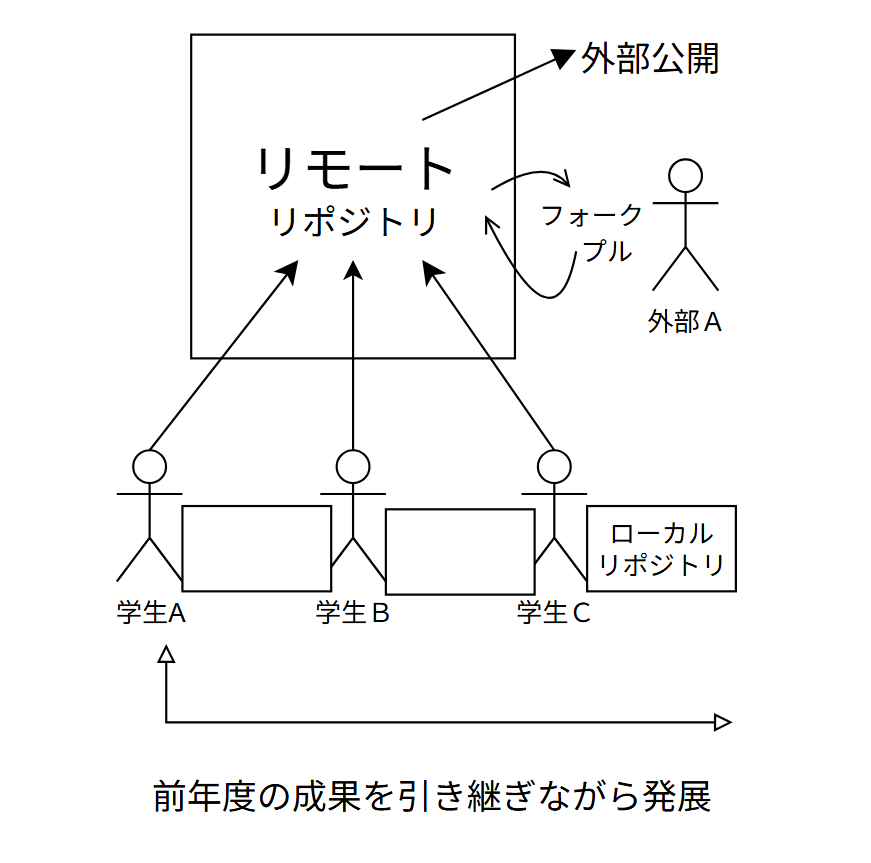 外部公開
リモート
リポジトリ
フォーク
プル
外部A
ローカル
リポジトリ
学生A
学生B
学生C
前年度の成果を引き継ぎながら発展